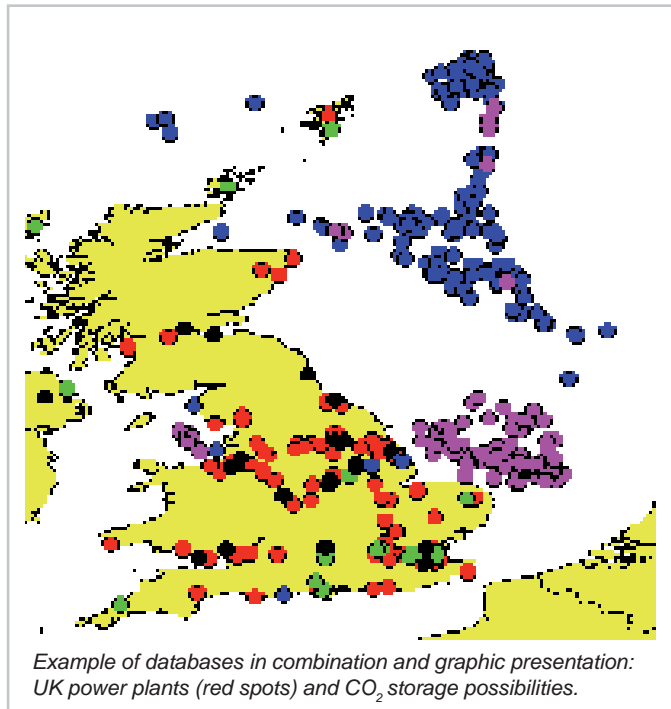 Example of databases in combination and graphic presentation:
UK power plants (red spots) and CO2 storage possibilities.